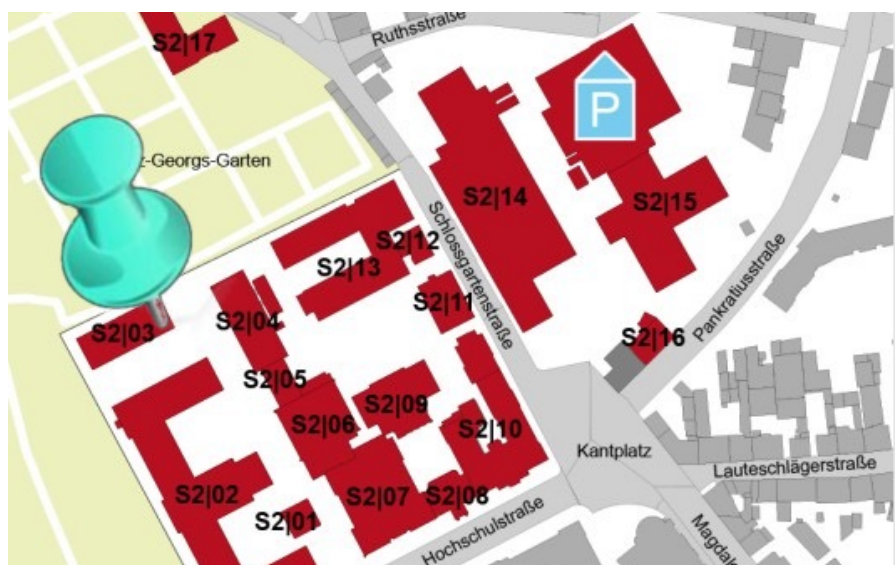 S2|17
Ruthsstraße
P
z-Georgs-Garten
S2|14
S2|15
Schlossgartenstraße
S2|12
S2|13
S2|11
Pankratiusstraße
S2|03
S2|04
S2|16
S2|05
S2|06
S2|09
S2|10
Kantplatz
Lauteschlägerstraße
S2|02
S2|07
S2|08
S2|01
Hochschulstraße
Magdale